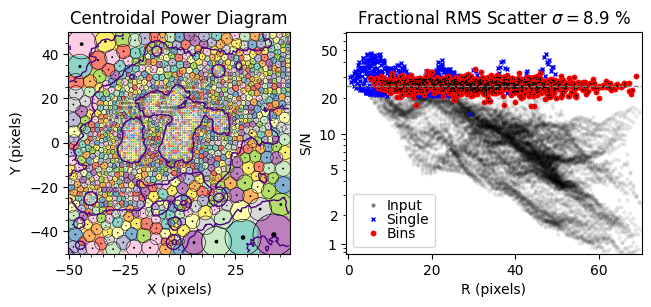 Centroidal Power Diagram
40
20
0
−20
−40
−50
−25
0
25
Y (pixels)
X (pixels)
Fractional RMS Scatter σ = 8.9 %
50
20
10
5
2
1
0
20
40
60
S/N
R (pixels)
Input
Single
Bins